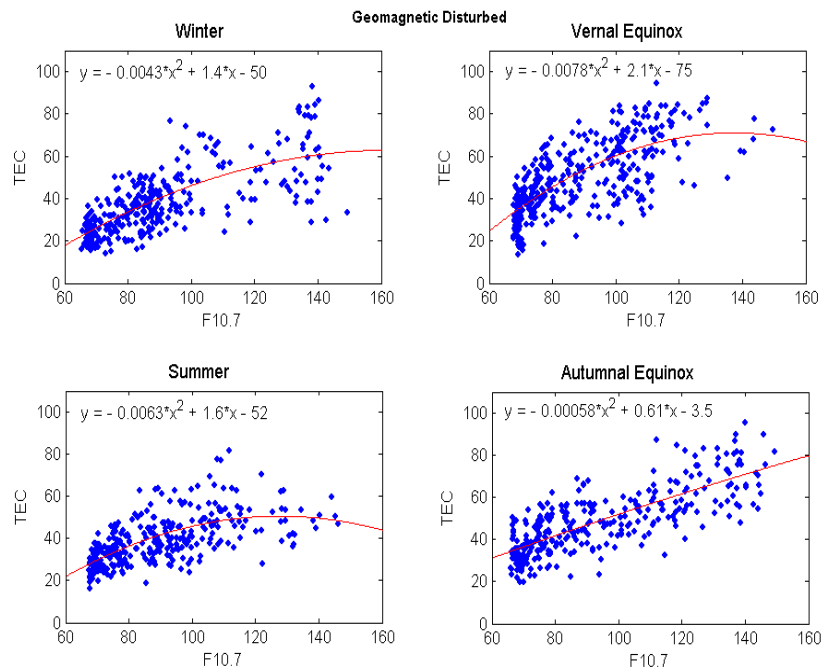 Geomagnetic Disturbed
Winter
y = - 0.0043*x² + 1.4*x - 50
TEC
100
80
60
40
20
0
60 80 100 120 140 160
F10.7
Vernal Equinox
y = - 0.0078*x² + 2.1*x - 75
TEC
100
80
60
40
20
0
60 80 100 120 140 160
F10.7
Summer
y = - 0.0063*x² + 1.6*x - 52
TEC
100
80
60
40
20
0
60 80 100 120 140 160
F10.7
Autumnal Equinox
y = - 0.00058*x² + 0.61*x - 3.5
TEC
100
80
60
40
20
0
60 80 100 120 140 160
F10.7